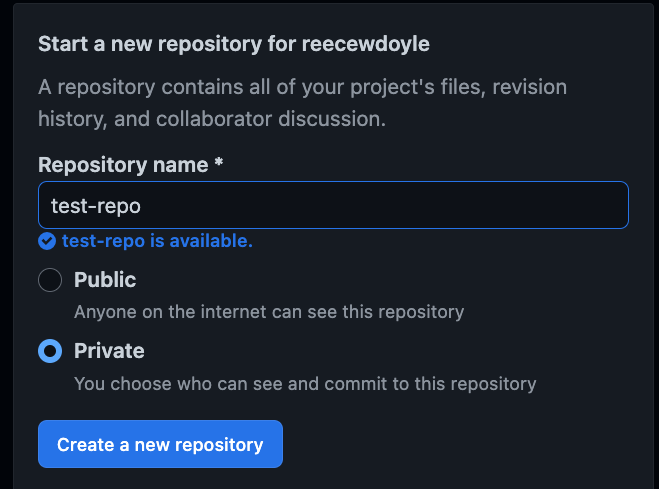 Start a new repository for reecewdoyle
A repository contains all of your project's files, revision
history, and collaborator discussion.
Repository name *
test-repo
test-repo is available.
Public
Anyone on the internet can see this repository
Private
You choose who can see and commit to this repository
Create a new repository